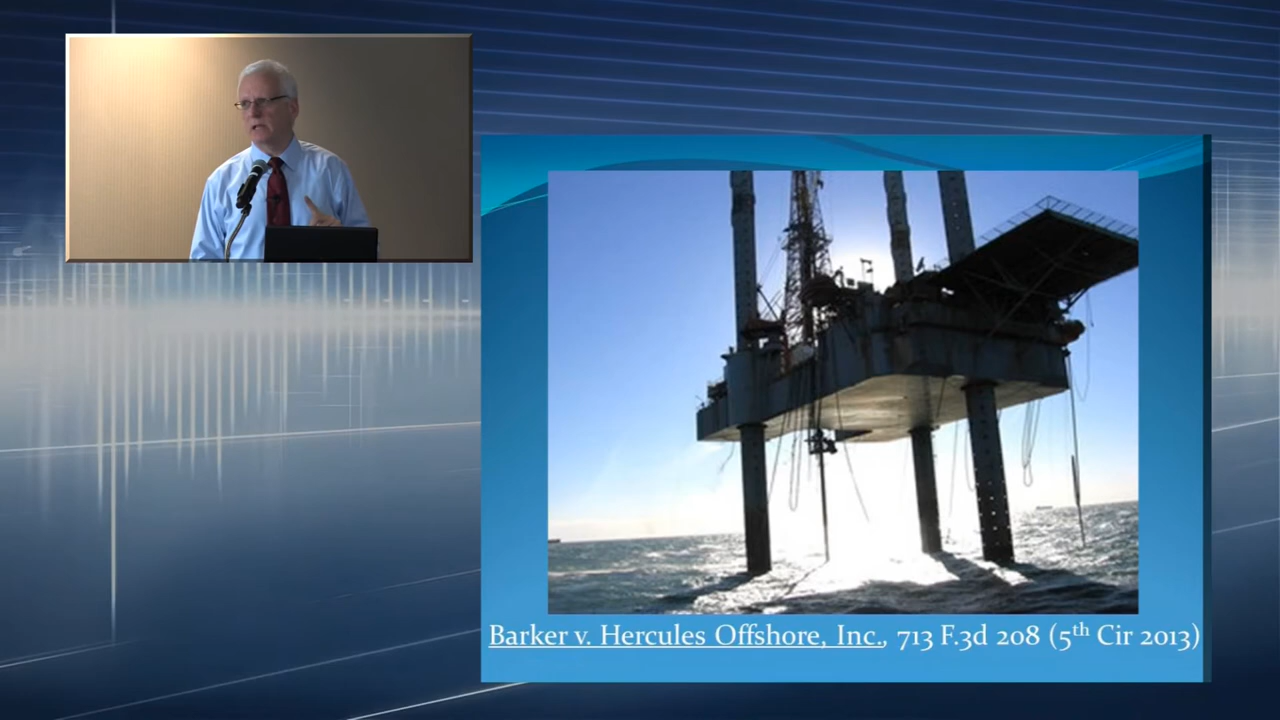 Barker v. Hercules Offshore, Inc., 713 F.3d 208 (5th Cir 2013)